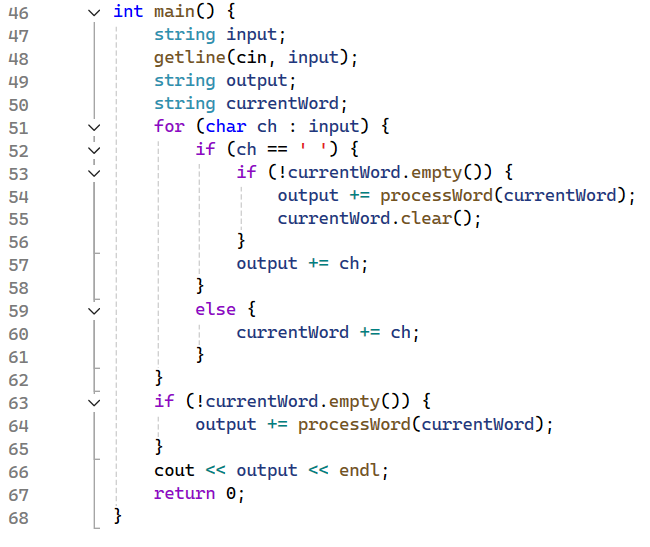 46 int main() {
47     string input;
48     getline(cin, input);
49     string output;
50     string currentWord;
51     for (char ch : input) {
52         if (ch == ' ') {
53             if (!currentWord.empty()) {
54                 output += processWord(currentWord);
55                 currentWord.clear();
56             }
57             output += ch;
58         }
59         else {
60             currentWord += ch;
61         }
62     }
63     if (!currentWord.empty()) {
64         output += processWord(currentWord);
65     }
66     cout << output << endl;
67     return 0;
68 }